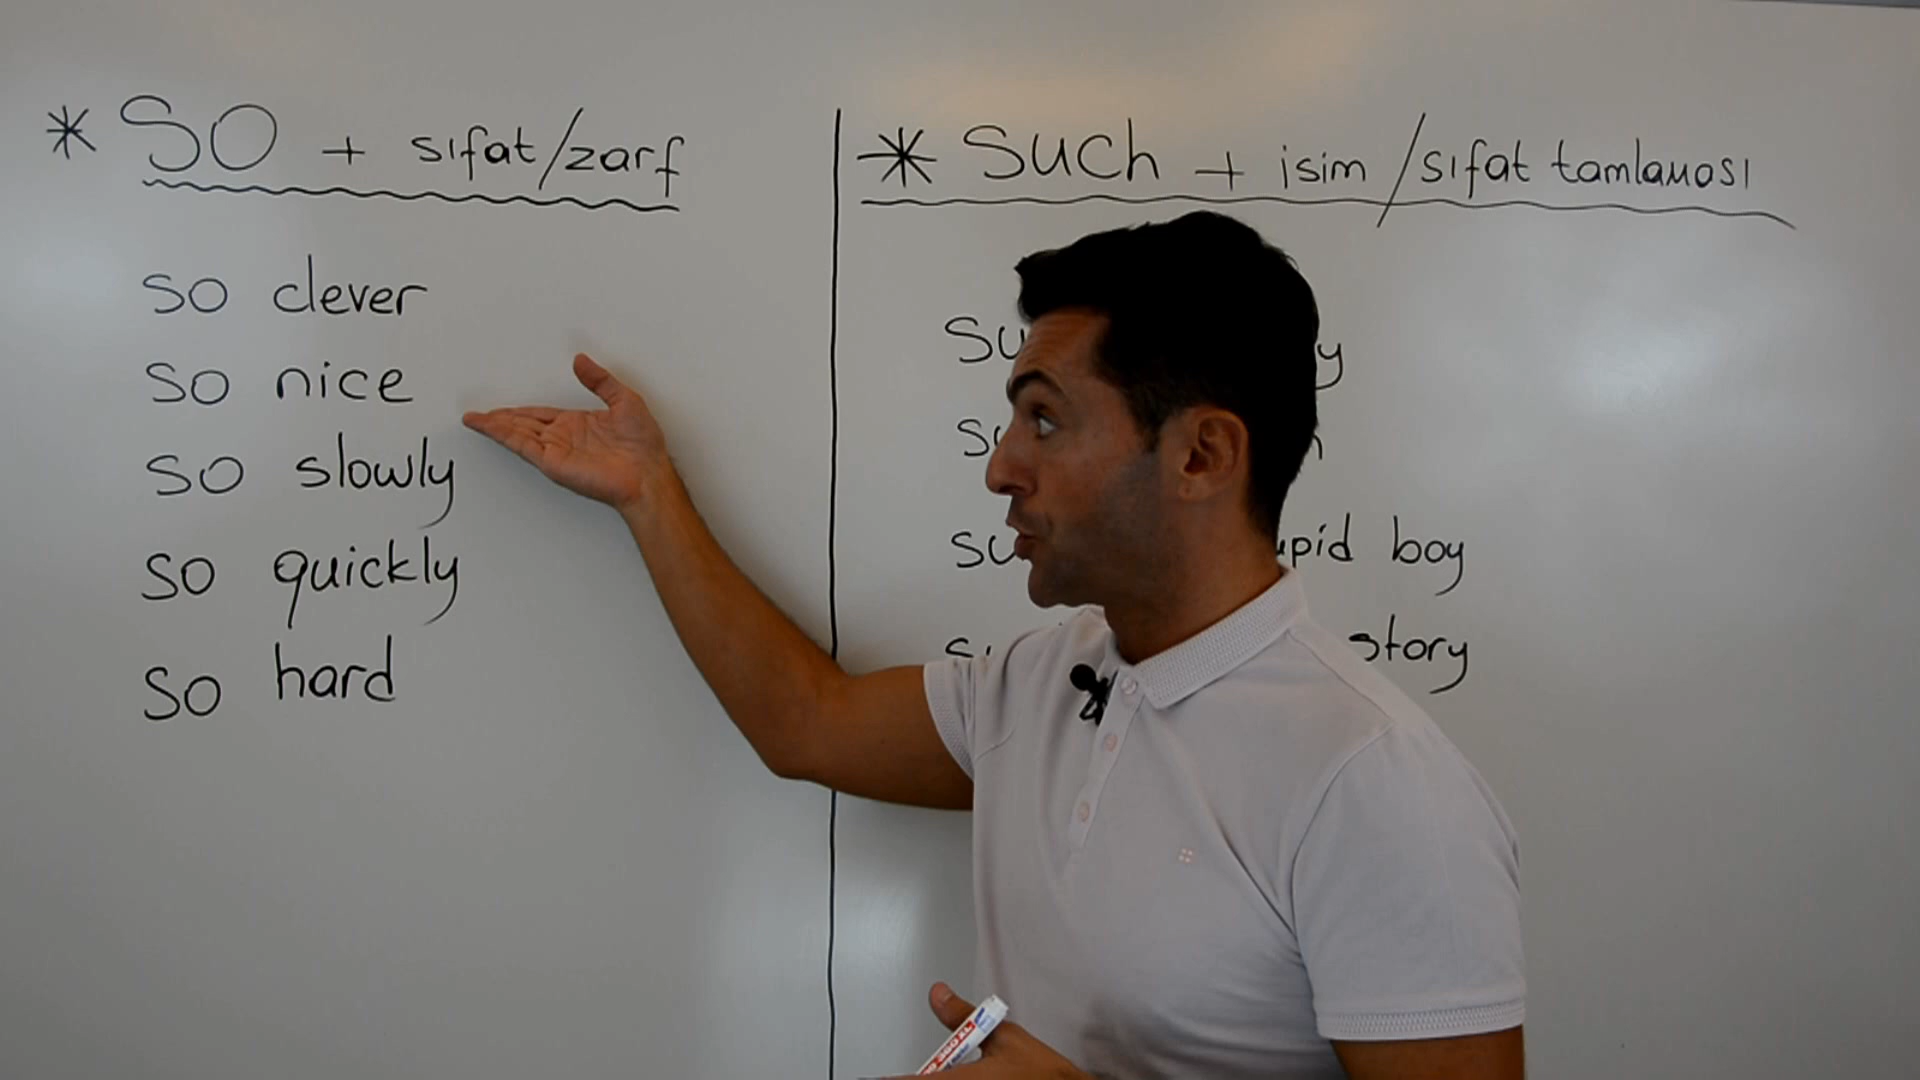 * SO + sıfat/zarf
so clever
so nice
so slowly
so quickly
so hard
* Such + isim/sıfat tamlaması
boy
story